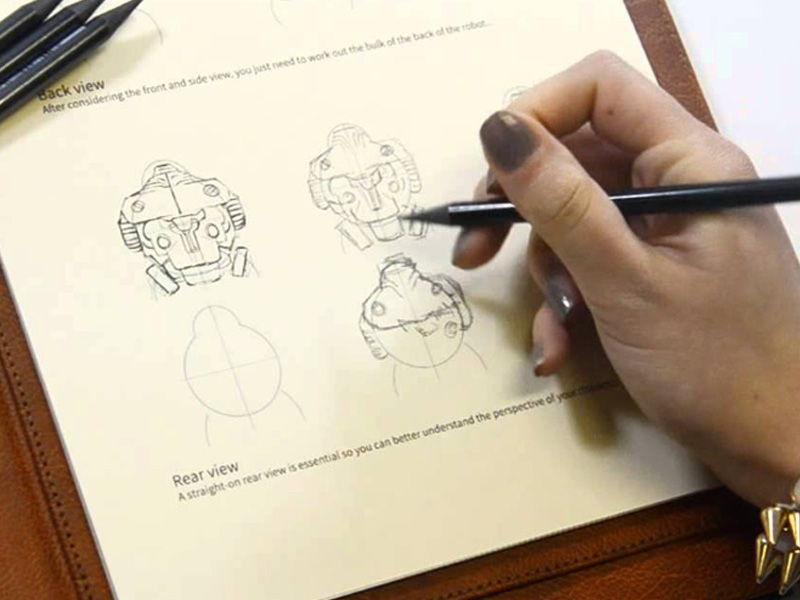 Back view
After considering the front and side view, you just need to work out the bulk of the back of the robot...
Rear view
A straight-on rear view is essential so you can better understand the perspective of your